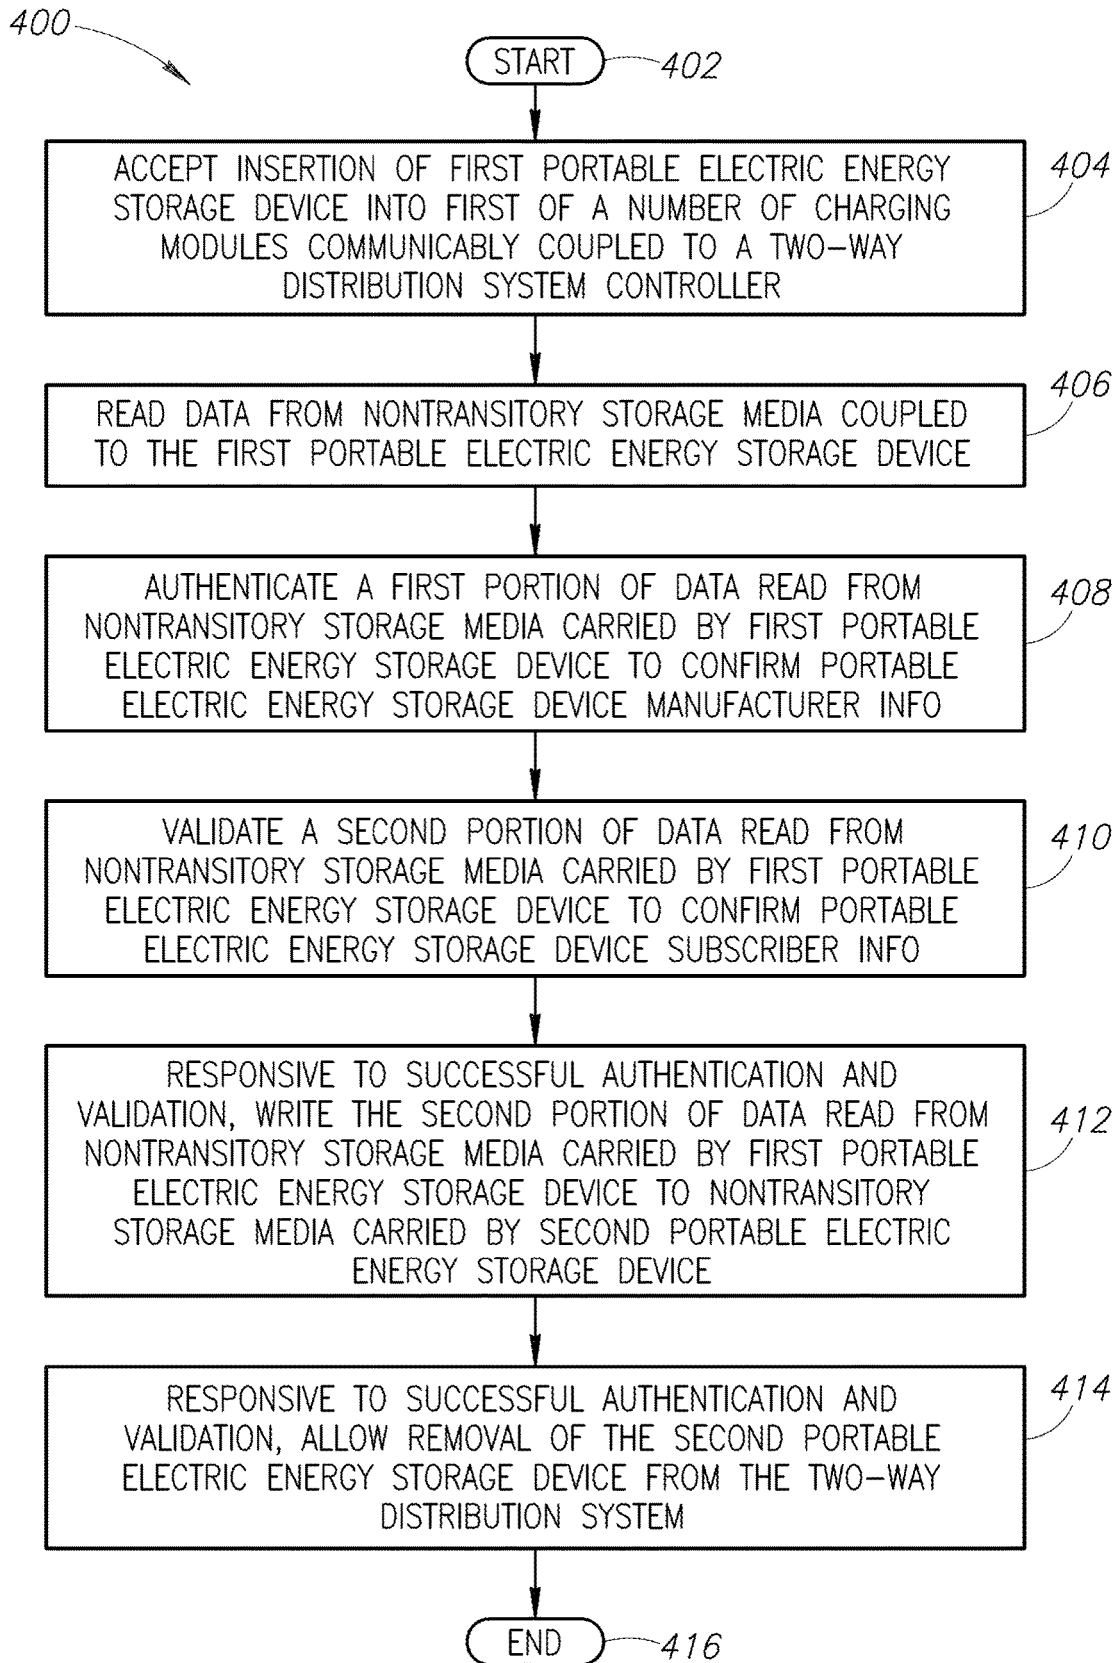 400
START
402
ACCEPT INSERTION OF FIRST PORTABLE ELECTRIC ENERGY
STORAGE DEVICE INTO FIRST OF A NUMBER OF CHARGING
MODULES COMMUNICABLY COUPLED TO A TWO-WAY
DISTRIBUTION SYSTEM CONTROLLER
404
READ DATA FROM NONTRANSITORY STORAGE MEDIA COUPLED
TO THE FIRST PORTABLE ELECTRIC ENERGY STORAGE DEVICE
406
AUTHENTICATE A FIRST PORTION OF DATA READ FROM
NONTRANSITORY STORAGE MEDIA CARRIED BY FIRST PORTABLE
ELECTRIC ENERGY STORAGE DEVICE TO CONFIRM PORTABLE
ELECTRIC ENERGY STORAGE DEVICE MANUFACTURER INFO
408
VALIDATE A SECOND PORTION OF DATA READ FROM
NONTRANSITORY STORAGE MEDIA CARRIED BY FIRST PORTABLE
ELECTRIC ENERGY STORAGE DEVICE TO CONFIRM PORTABLE
ELECTRIC ENERGY STORAGE DEVICE SUBSCRIBER INFO
410
RESPONSIVE TO SUCCESSFUL AUTHENTICATION AND
VALIDATION, WRITE THE SECOND PORTION OF DATA READ FROM
NONTRANSITORY STORAGE MEDIA CARRIED BY FIRST PORTABLE
ELECTRIC ENERGY STORAGE DEVICE TO NONTRANSITORY
STORAGE MEDIA CARRIED BY SECOND PORTABLE ELECTRIC
ENERGY STORAGE DEVICE
412
RESPONSIVE TO SUCCESSFUL AUTHENTICATION AND
VALIDATION, ALLOW REMOVAL OF THE SECOND PORTABLE
ELECTRIC ENERGY STORAGE DEVICE FROM THE TWO-WAY
DISTRIBUTION SYSTEM
414
END
416